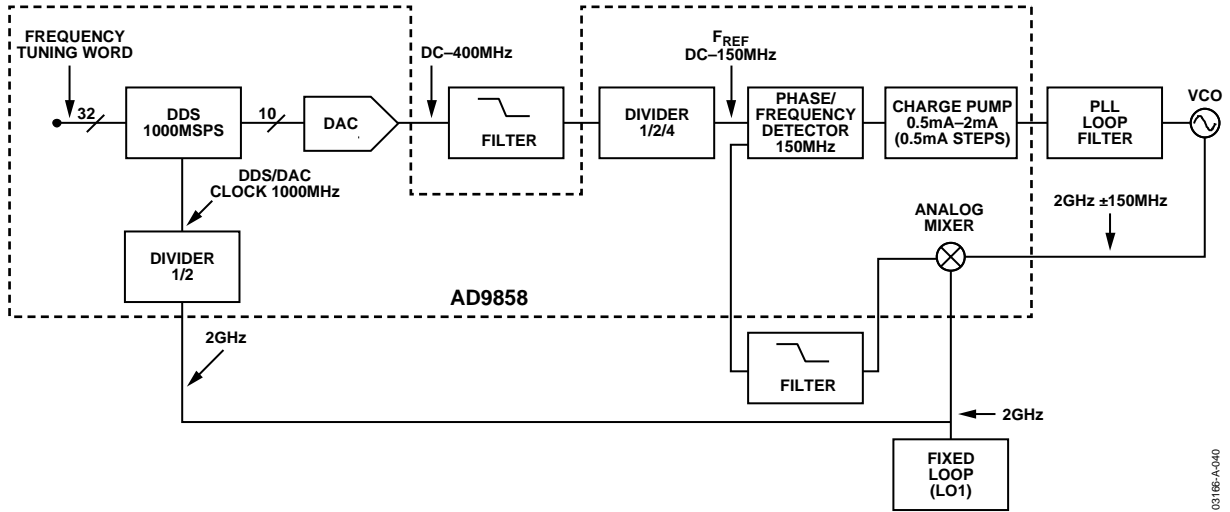 FREQUENCY
TUNING WORD
32
DDS
1000MSPS
10
DAC
DC–400MHz
FILTER
DIVIDER
1/2/4
FREF
DC–150MHz
PHASE/
FREQUENCY
DETECTOR
150MHz
CHARGE PUMP
0.5mA–2mA
(0.5mA STEPS)
PLL
LOOP
FILTER
VCO
DDS/DAC
CLOCK 1000MHz
DIVIDER
1/2
ANALOG
MIXER
2GHz ±150MHz
AD9858
2GHz
FILTER
2GHz
FIXED
LOOP
(LO1)
03166-A-040